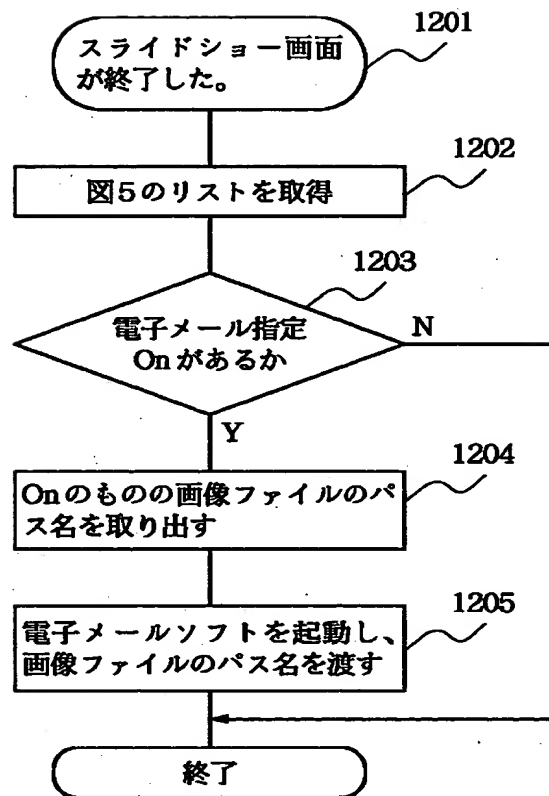 1201
スライドショー画面
が終了した。
1202
図5のリストを取得
1203
電子メール指定
Onがあるか
N
Y
1204
Onのものの画像ファイルのパ
ス名を取り出す
1205
電子メールソフトを起動し、
画像ファイルのパス名を渡す
終了